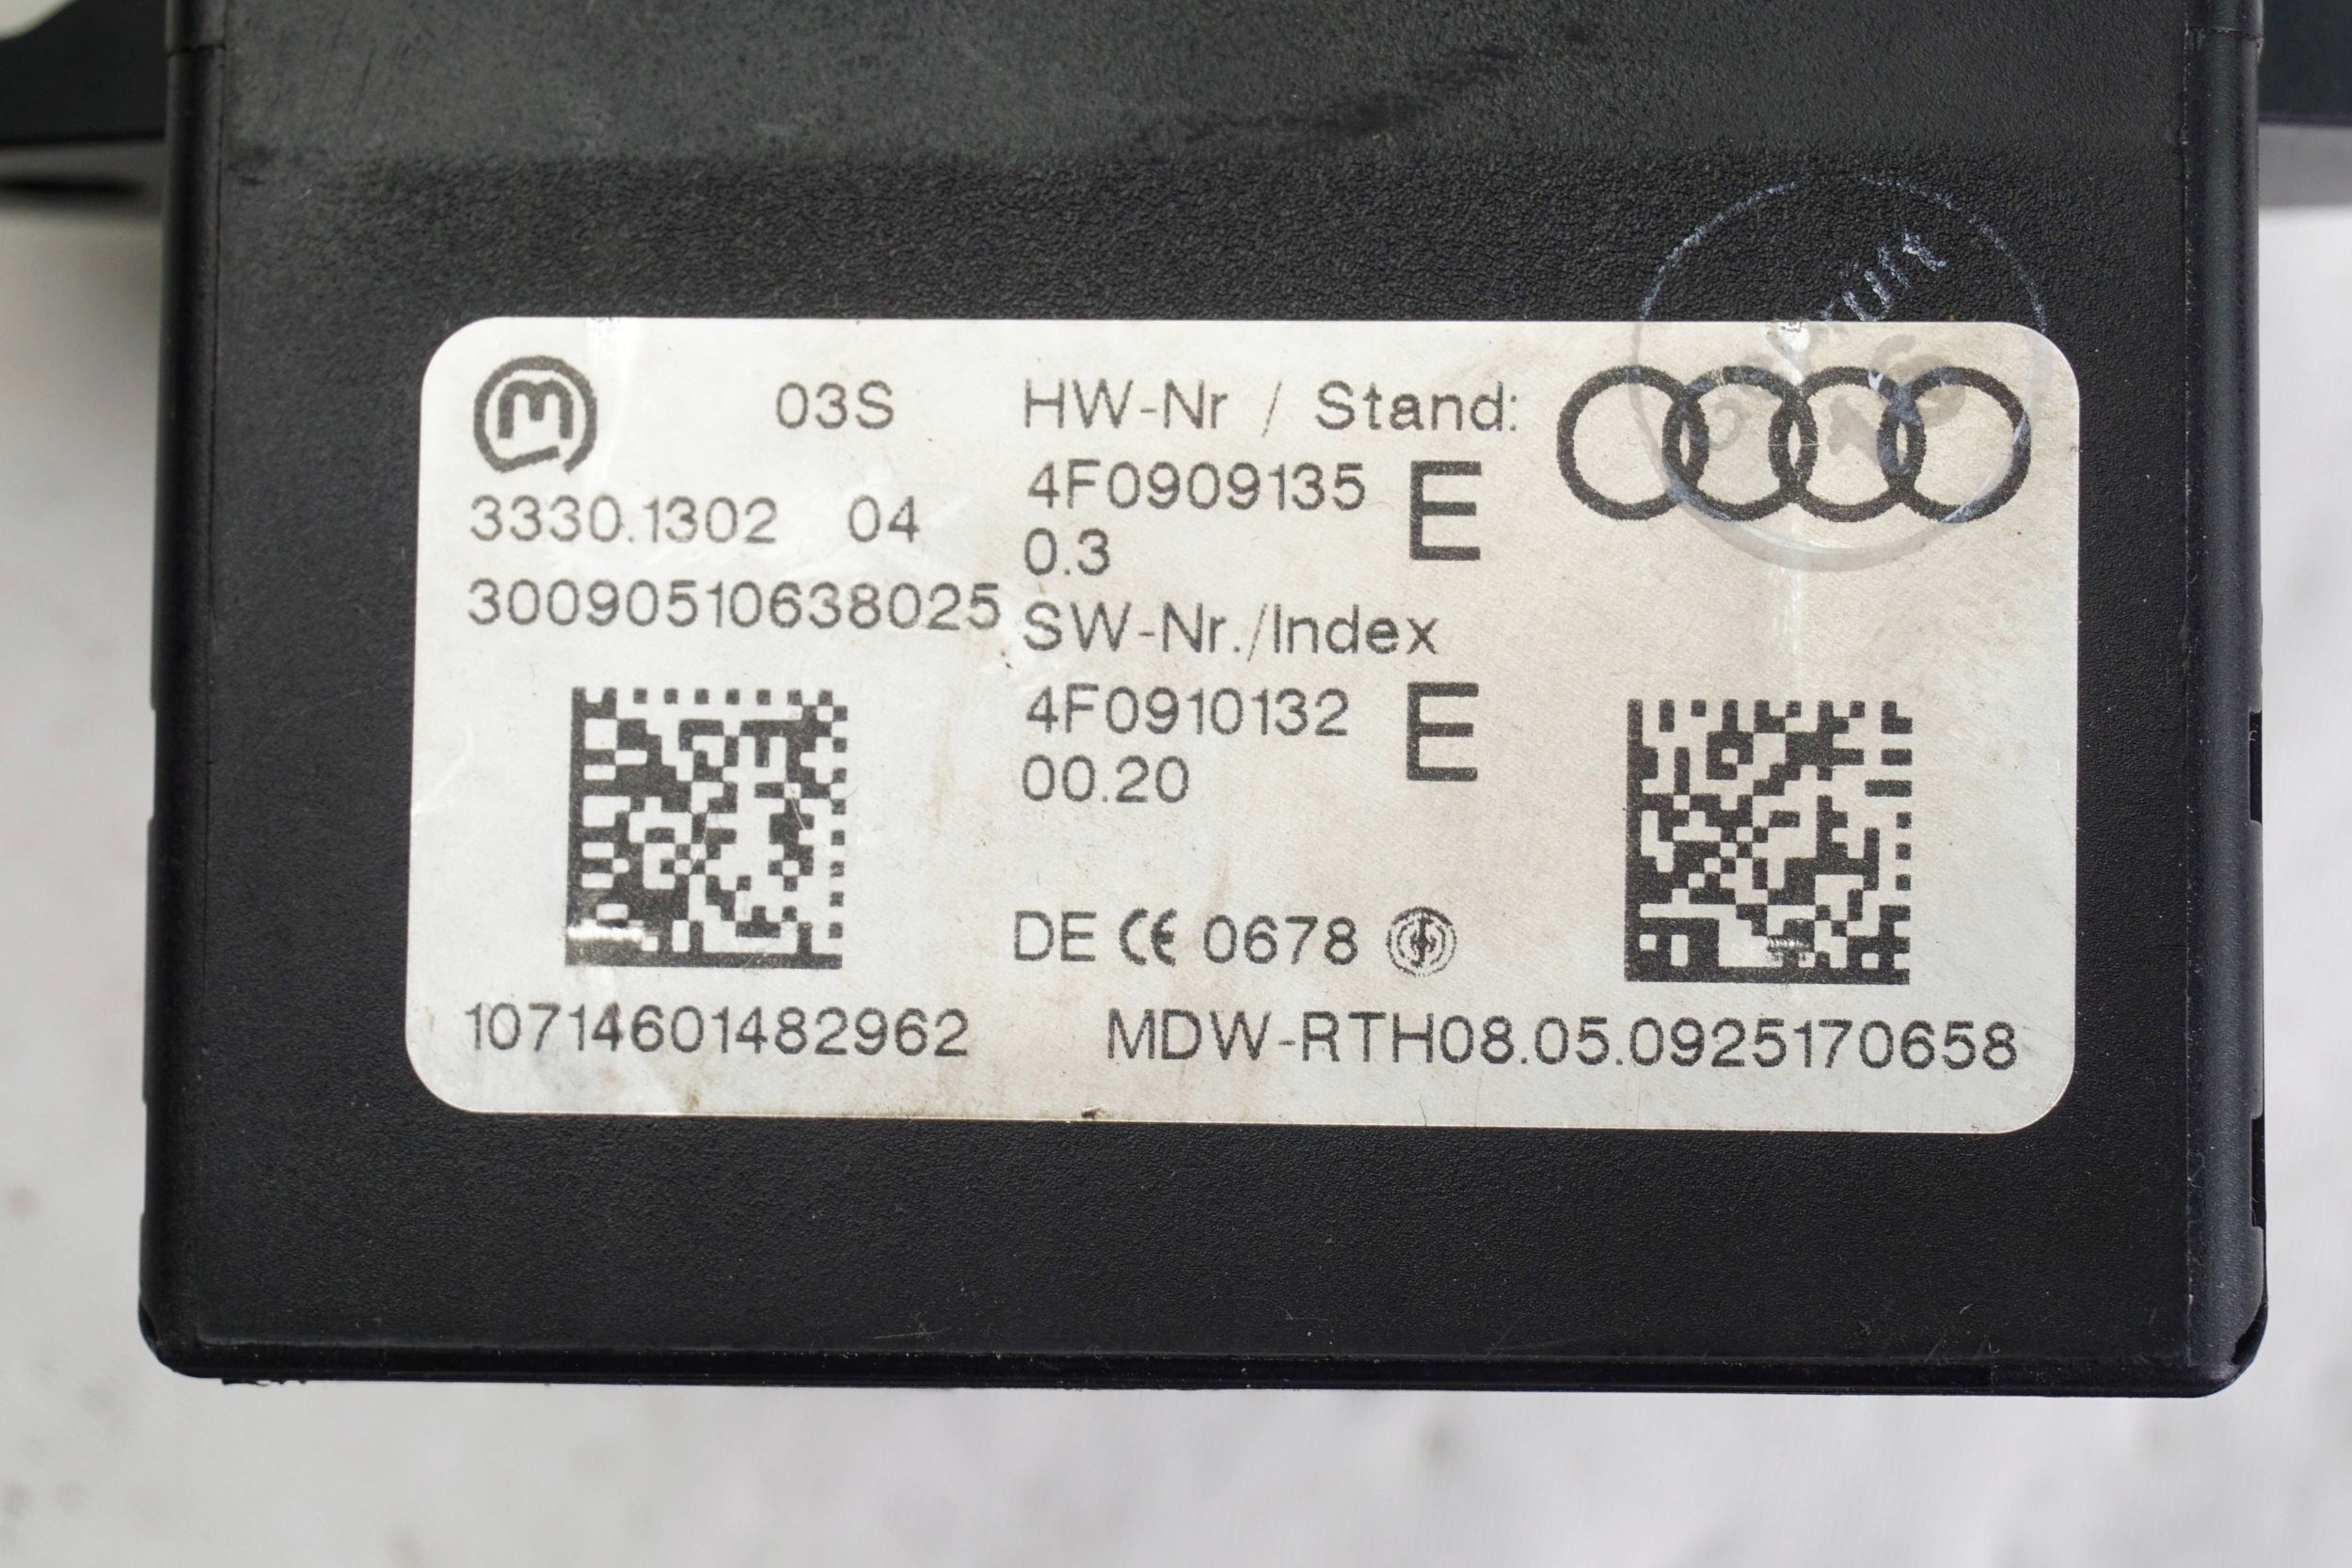 03S
3330.1302 04
30090510638025
HW-Nr / Stand:
4F0909135 E
0.3
SW-Nr./Index
4F0910132 E
00.20
DE CE 0678
10714601482962
MDW-RTH08.05.0925170658